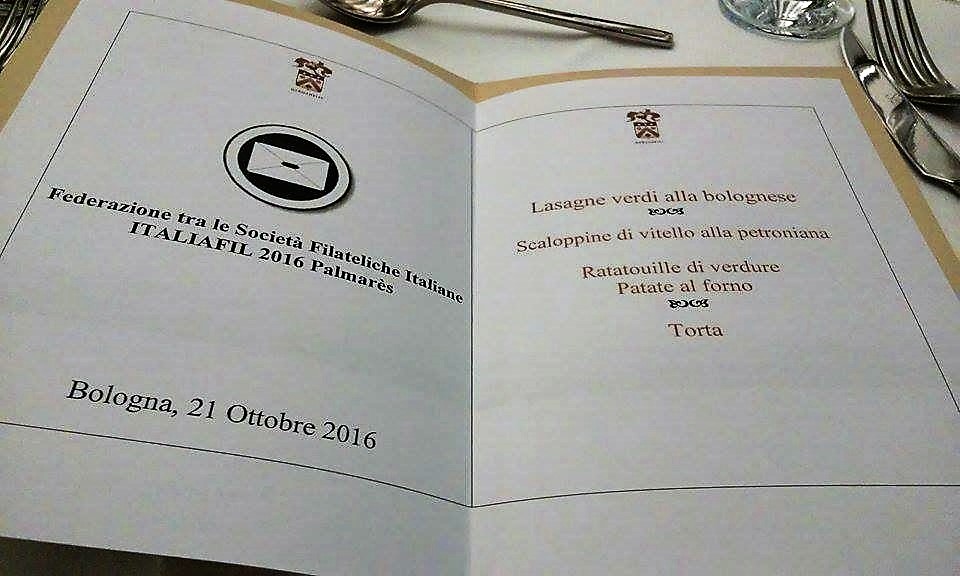 Federazione tra le Società Filateliche Italiane
ITALIAFIL 2016 Palmarès
Bologna, 21 Ottobre 2016
Lasagne verdi alla bolognese
Scaloppine di vitello alla petroniana
Ratatouille di verdure
Patate al forno
Torta